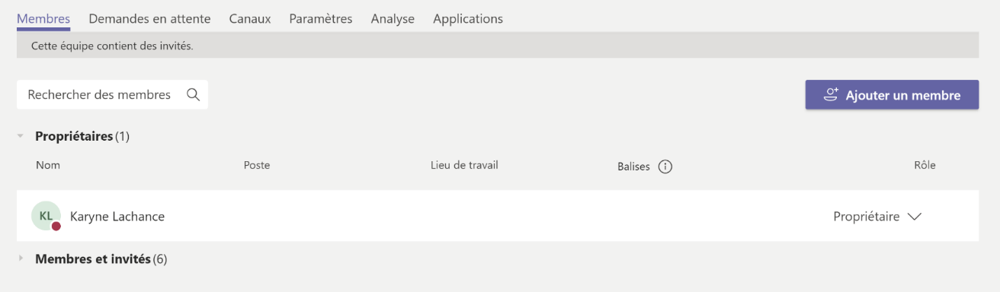 Membres Demandes en attente Canaux Paramètres Analyse Applications
Cette équipe contient des invités.
Rechercher des membres Ajouter un membre
Propriétaires (1)
Nom Poste Lieu de travail Balises Rôle
KL Karyne Lachance Propriétaire
Membres et invités (6)